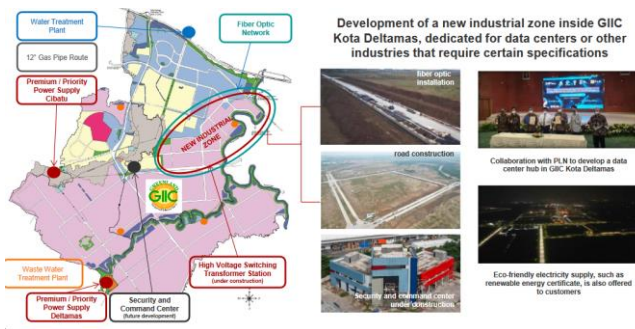 Water Treatment
Plant
Fiber Optic
Network
12" Gas Pipe Route
Premium / Priority
Power Supply
Cibatu
NEW INDUSTRIAL
ZONE
GIIC
Waste Water
Treatment Plant
Premium / Priority
Power Supply
Deltamas
Security and
Command Center
(future development)
High Voltage Switching
Transformer Station
(under construction)
Development of a new industrial zone inside GIIC
Kota Deltamas, dedicated for data centers or other
industries that require certain specifications
fiber optic
installation
road construction
security and command center
under construction
Collaboration with PLN to develop a data
center hub in GIIC Kota Deltamas
Eco-friendly electricity supply, such as
renewable energy certificate, is also offered
to customers